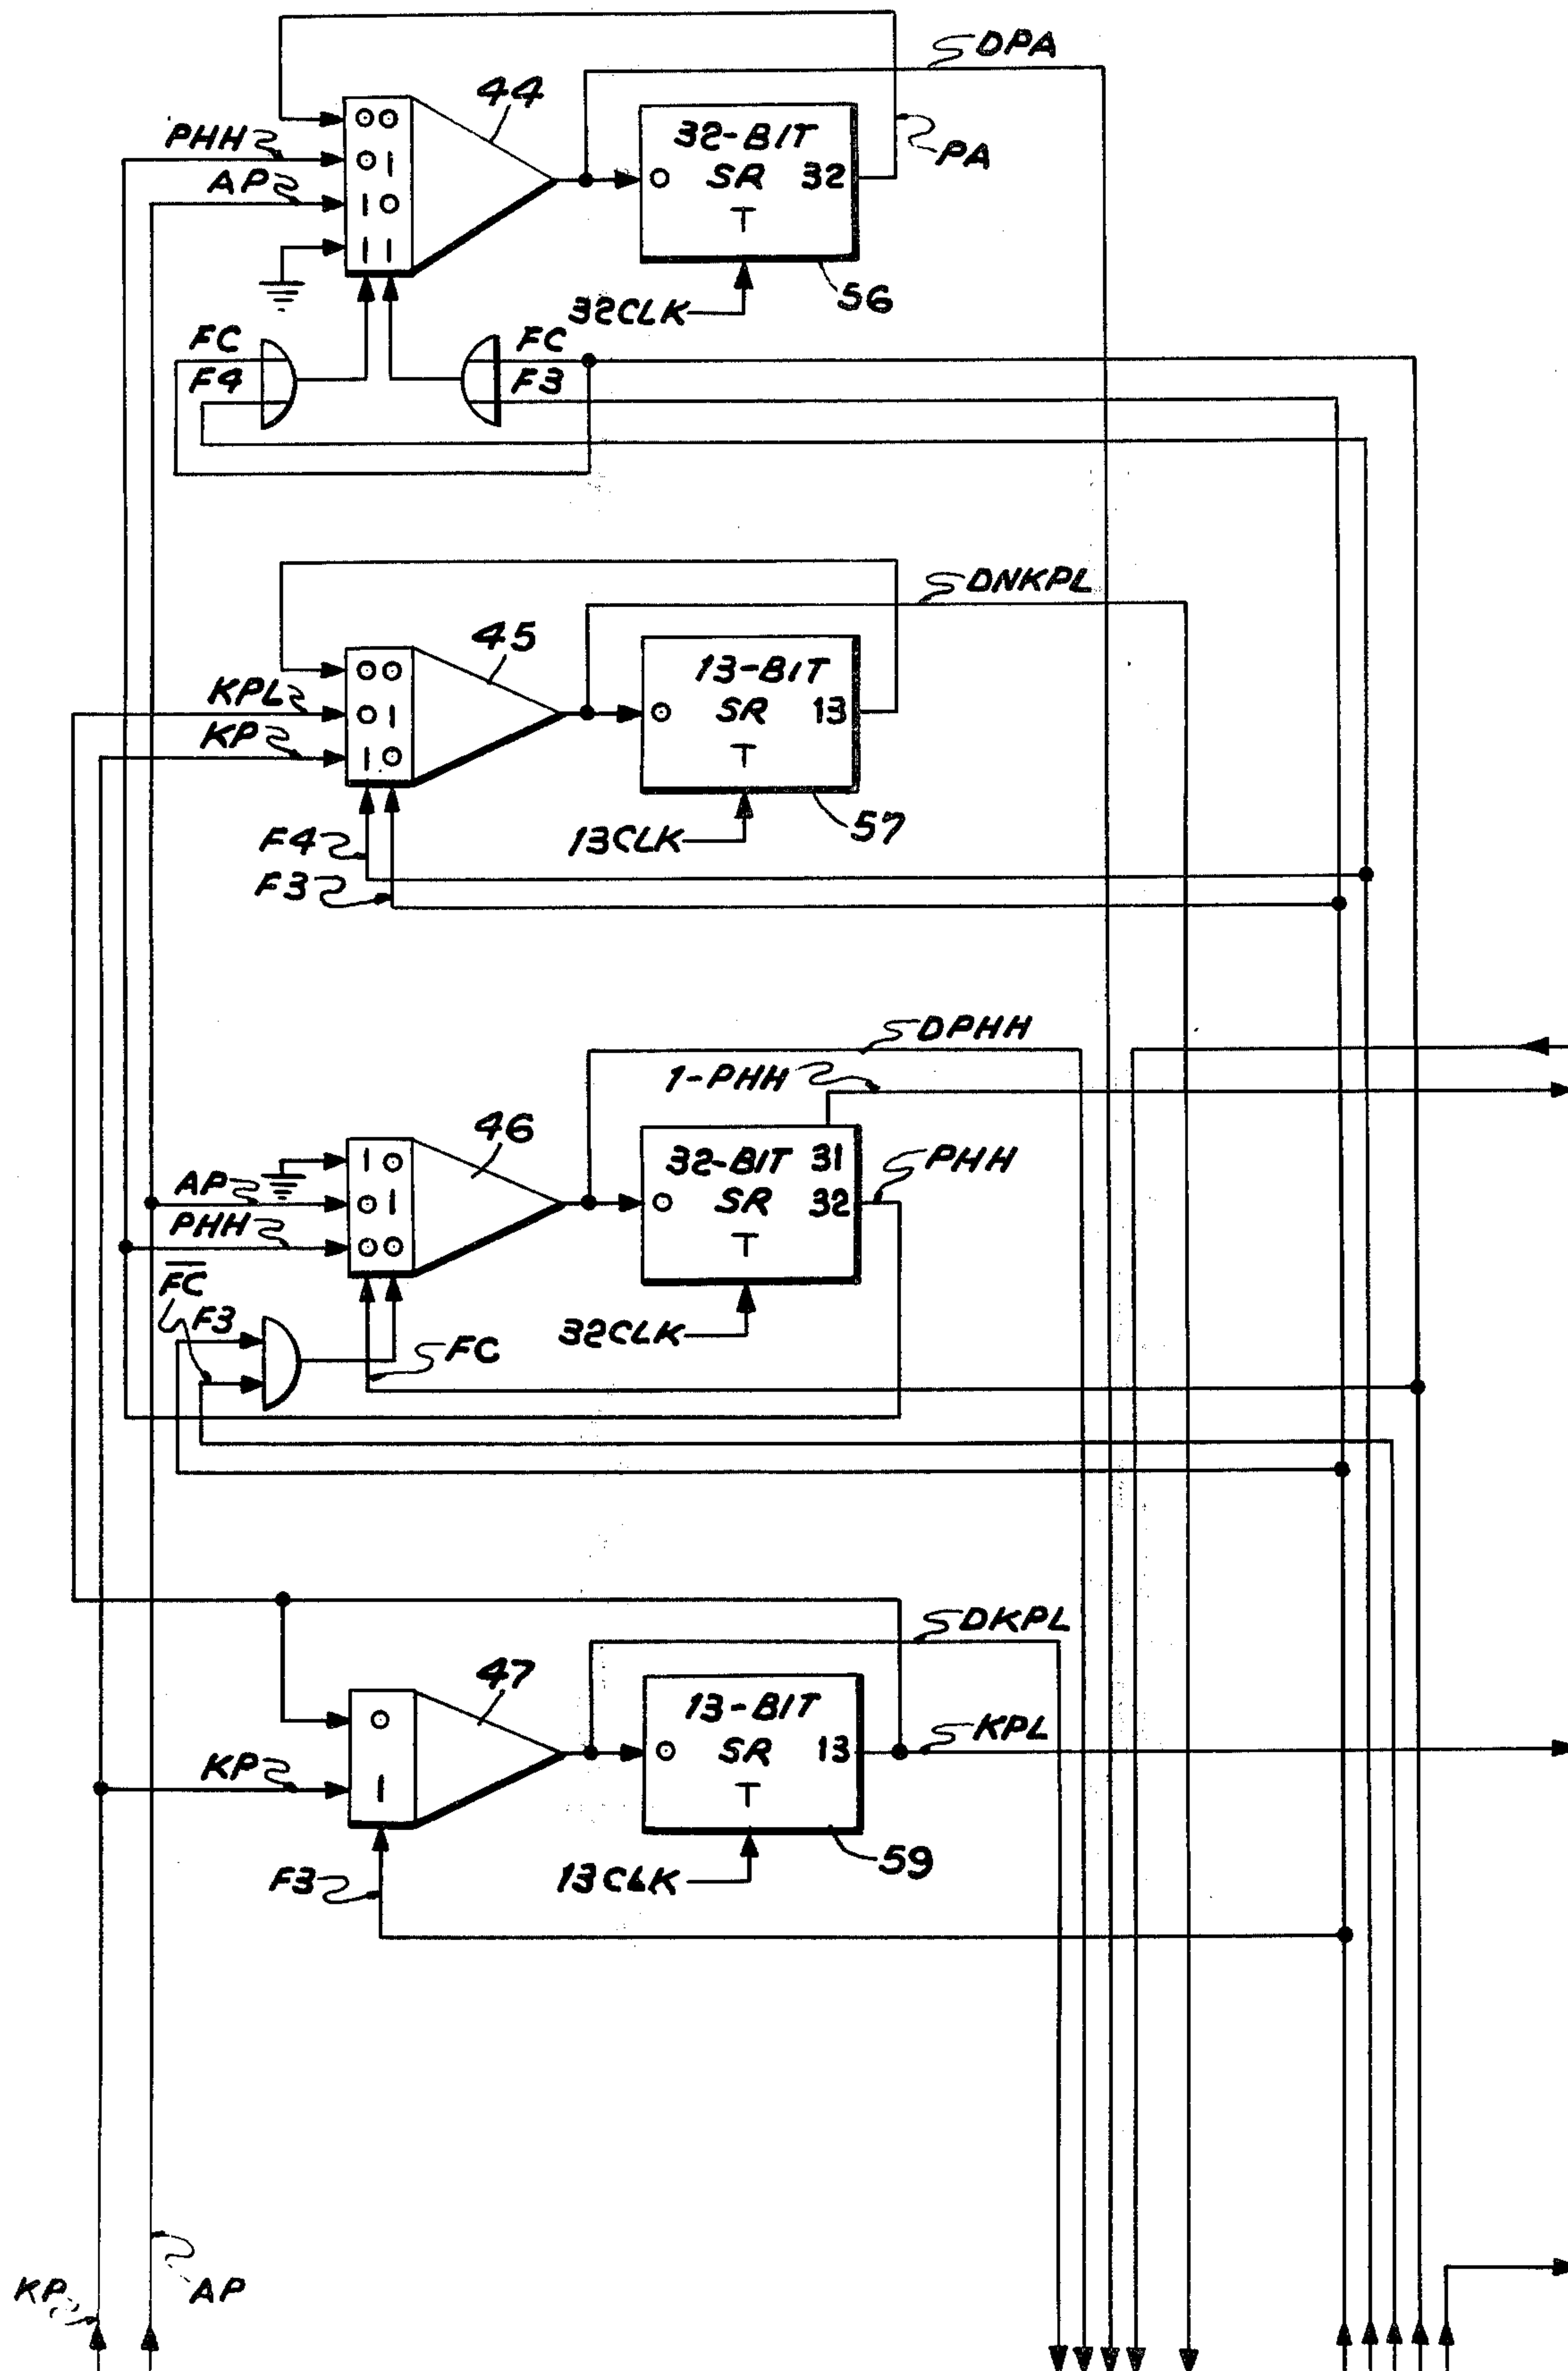 DPA
44
PHH
AP
00
01
10
11
32-BIT
SR 32
T
PA
32CLK
56
FC
F4
FC
F3
DNKPL
45
KPL
KP
00
01
10
13-BIT
SR 13
T
13CLK
57
F4
F3
DPHH
1-PHH
46
AP
PHH
10
01
00
32-BIT 31
SR 32
T
PHH
F̅C̅
F3
32CLK
FC
DKPL
47
0
1
KP
13-BIT
SR 13
T
KPL
F3
13CLK
59
KP
AP